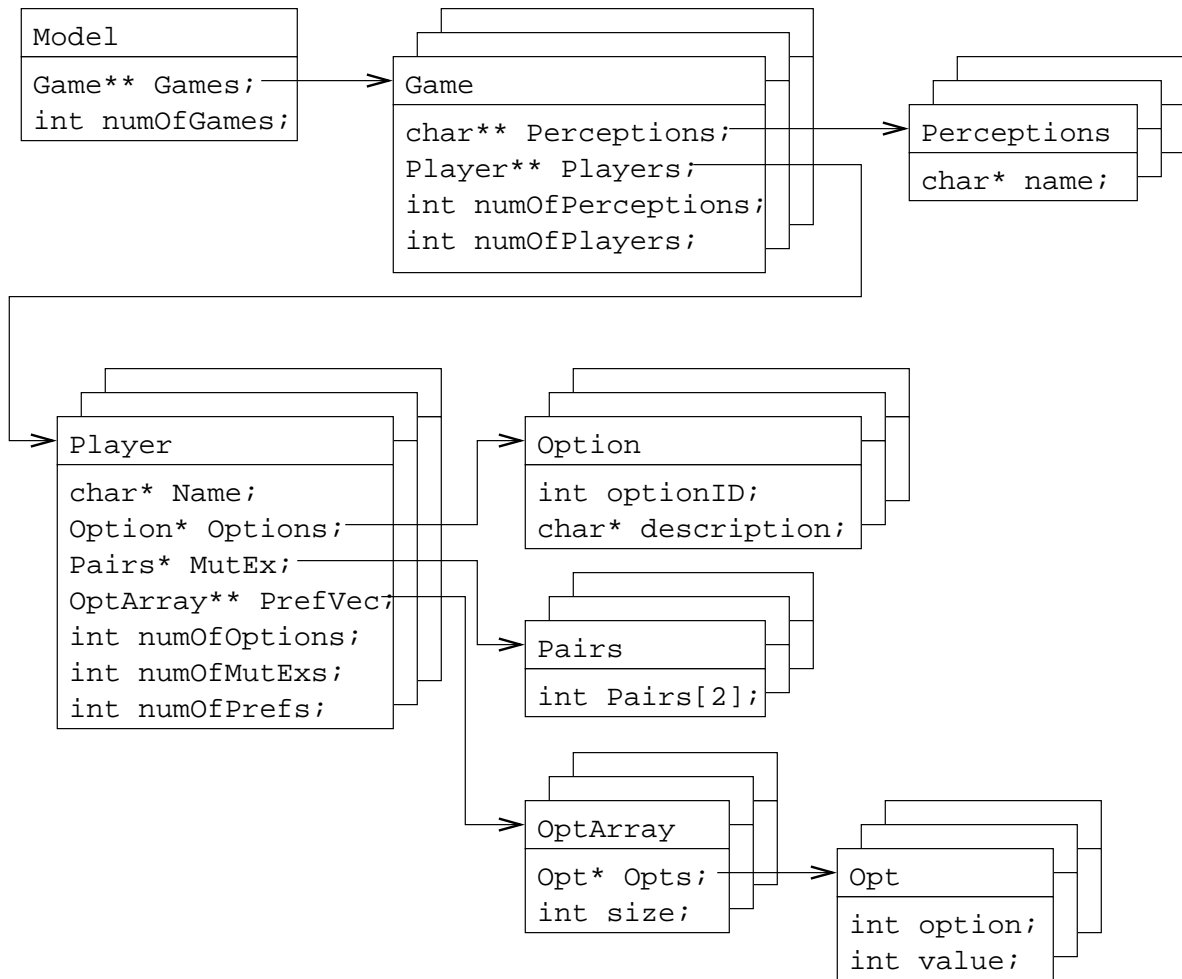 Model
Game** Games;
int numOfGames;
Game
char** Perceptions;
Player** Players;
int numOfPerceptions;
int numOfPlayers;
Perceptions
char* name;
Player
char* Name;
Option* Options;
Pairs* MutEx;
OptArray** PrefVec;
int numOfOptions;
int numOfMutExs;
int numOfPrefs;
Option
int optionID;
char* description;
Pairs
int Pairs[2];
OptArray
Opt* Opts;
int size;
Opt
int option;
int value;